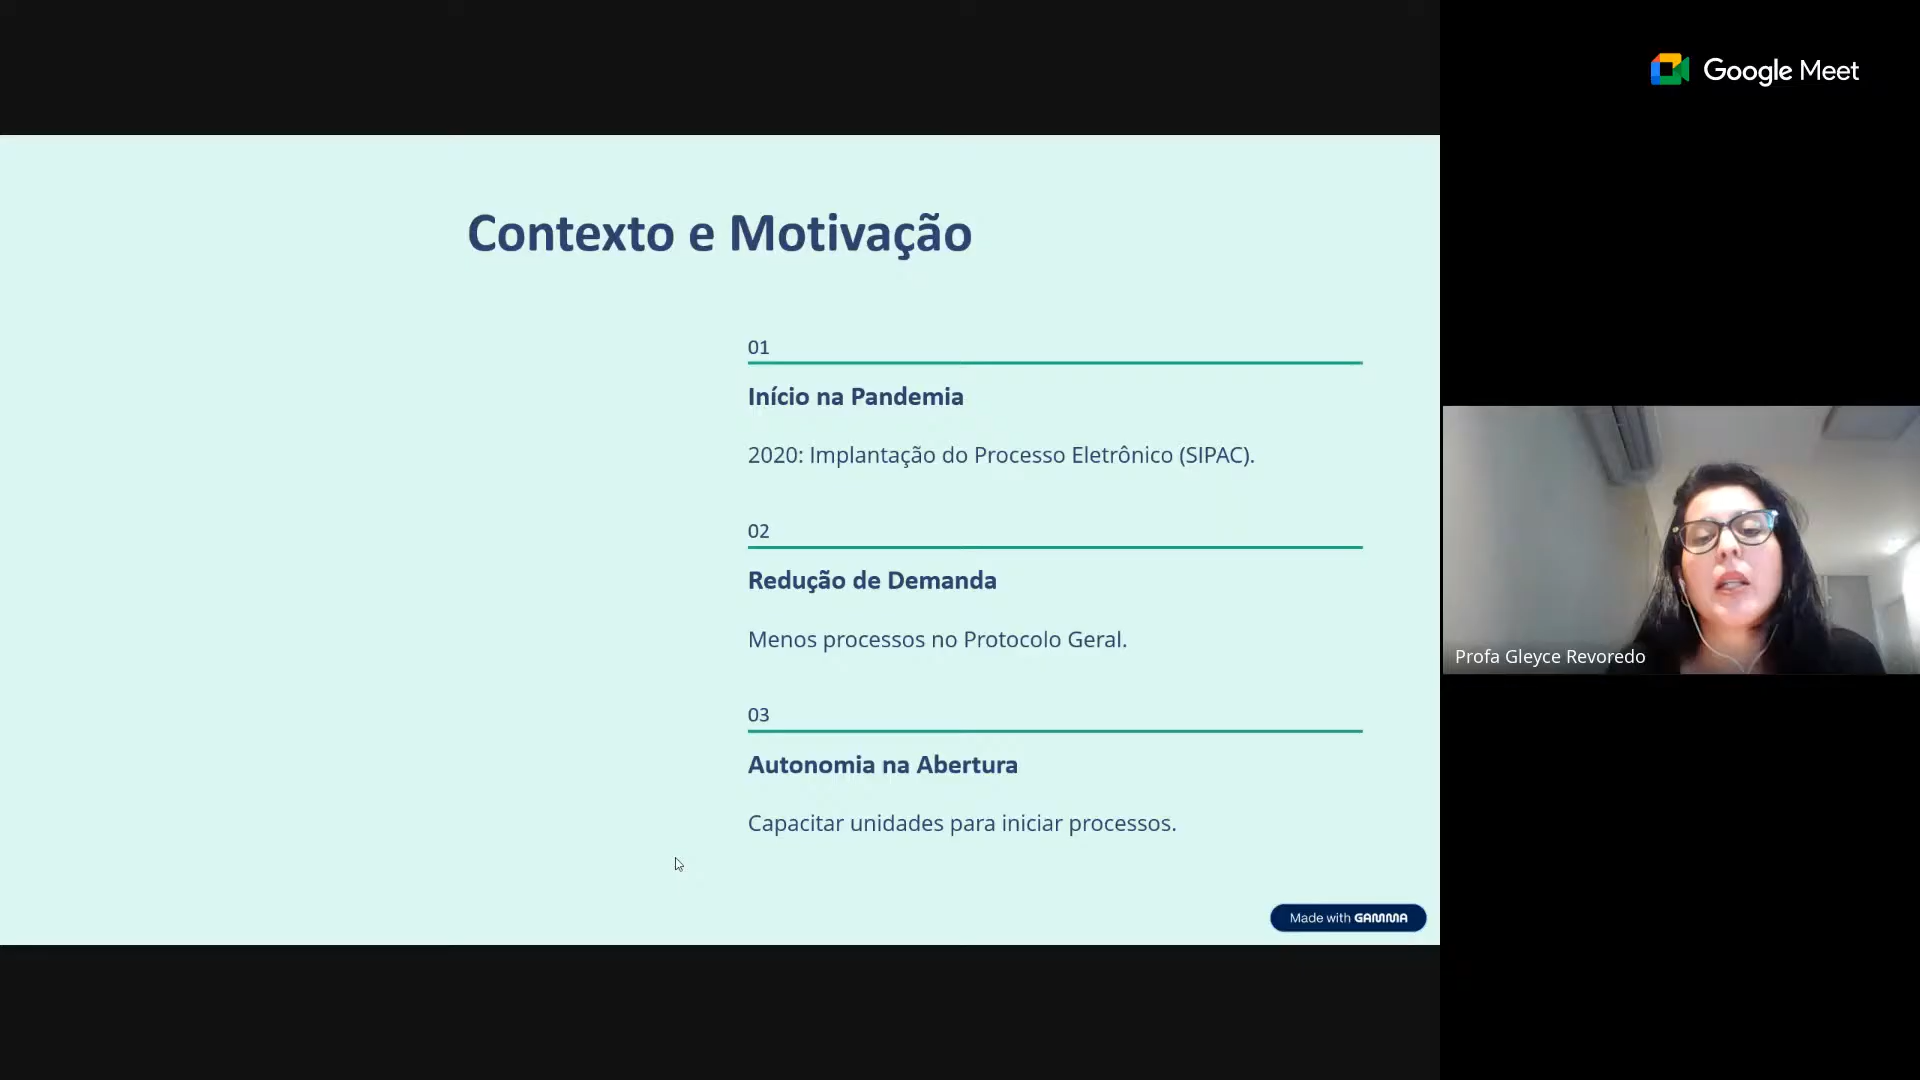 Google Meet
Contexto e Motivação
01
Início na Pandemia
2020: Implantação do Processo Eletrônico (SIPAC).
02
Redução de Demanda
Menos processos no Protocolo Geral.
03
Autonomia na Abertura
Capacitar unidades para iniciar processos.
Made with GAMMA
Profa Gleyce Revoredo